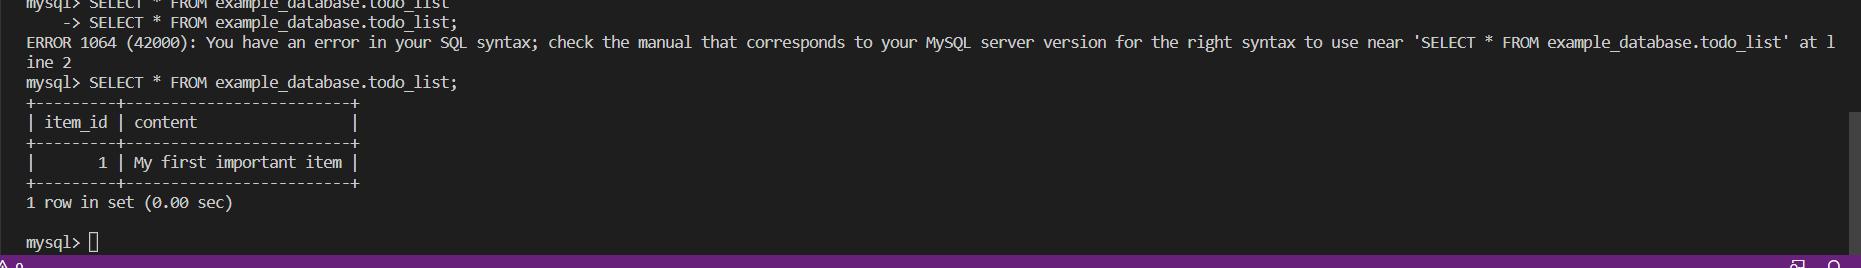 mysql> SELECT * FROM example_database.todo_list
    -> SELECT * FROM example_database.todo_list;
ERROR 1064 (42000): You have an error in your SQL syntax; check the manual that corresponds to your MySQL server version for the right syntax to use near 'SELECT * FROM example_database.todo_list' at l
ine 2
mysql> SELECT * FROM example_database.todo_list;
+---------+-------------------------+
| item_id | content                 |
+---------+-------------------------+
|       1 | My first important item |
+---------+-------------------------+
1 row in set (0.00 sec)
mysql>
0